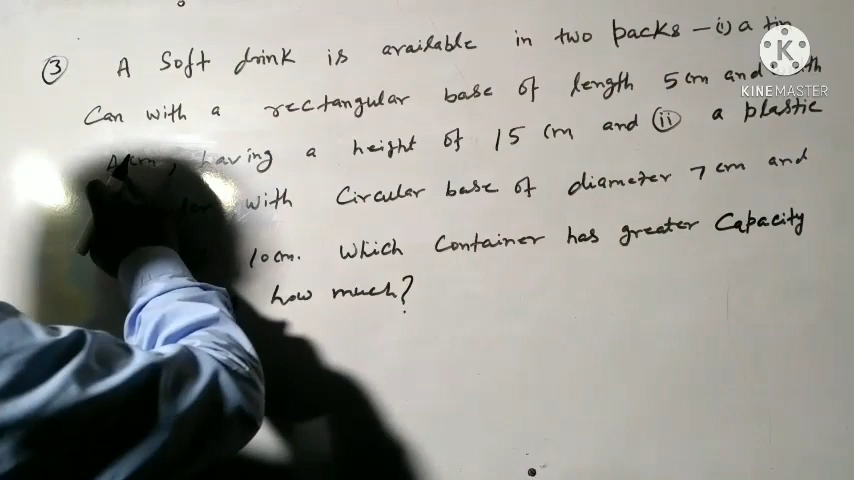 ③ A Soft drink is available in two packs – (i) a tin
Can with a rectangular base of length 5 cm and
4 cm, having a height of 15 cm and (ii) a plastic
with Circular base of diameter 7 cm and
10cm. Which Container has greater Capacity
how much?
KINEMASTER